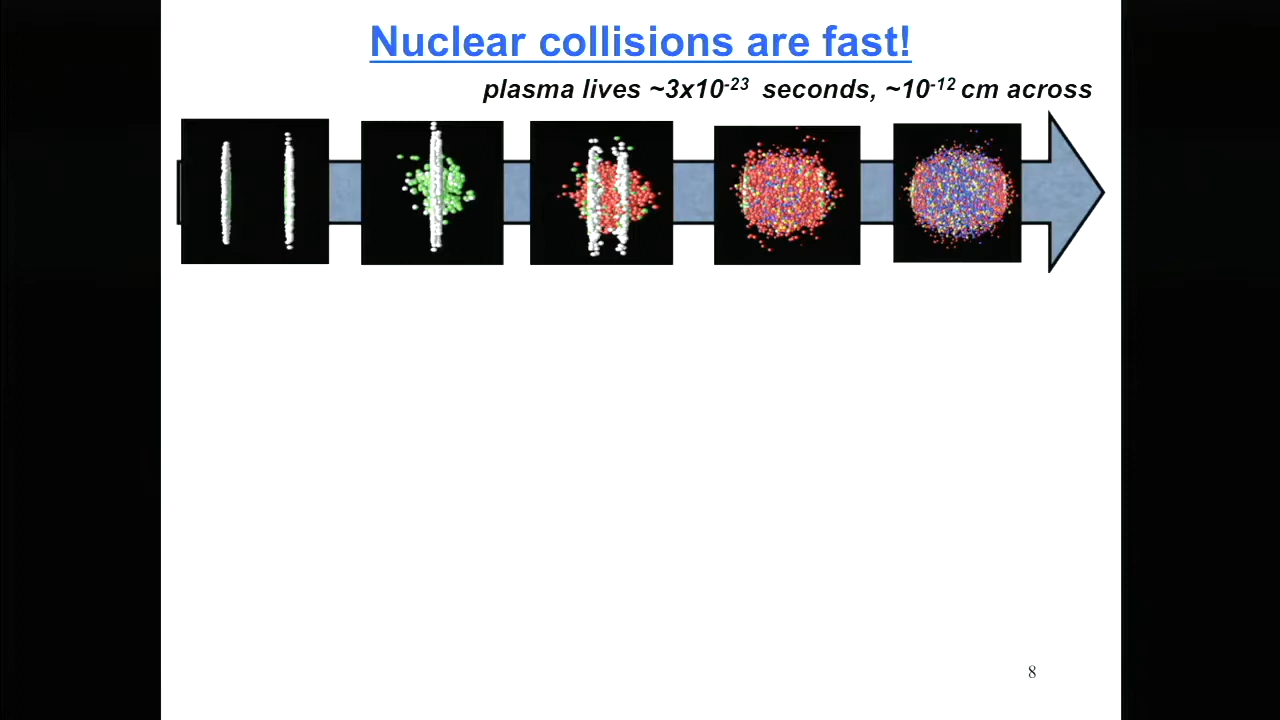 Nuclear collisions are fast!
plasma lives ~3x10⁻²³ seconds, ~10⁻¹² cm across
8